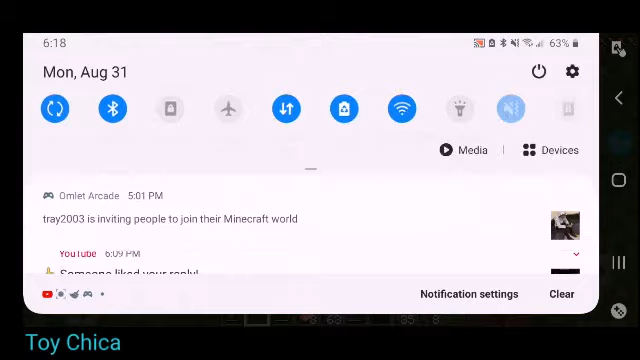 6:18
63%
Mon, Aug 31
Media
Devices
Omlet Arcade 5:01 PM
tray2003 is inviting people to join their Minecraft world
YouTube 6:09 PM
Someone liked your reply!
Notification settings
Clear
Toy Chica